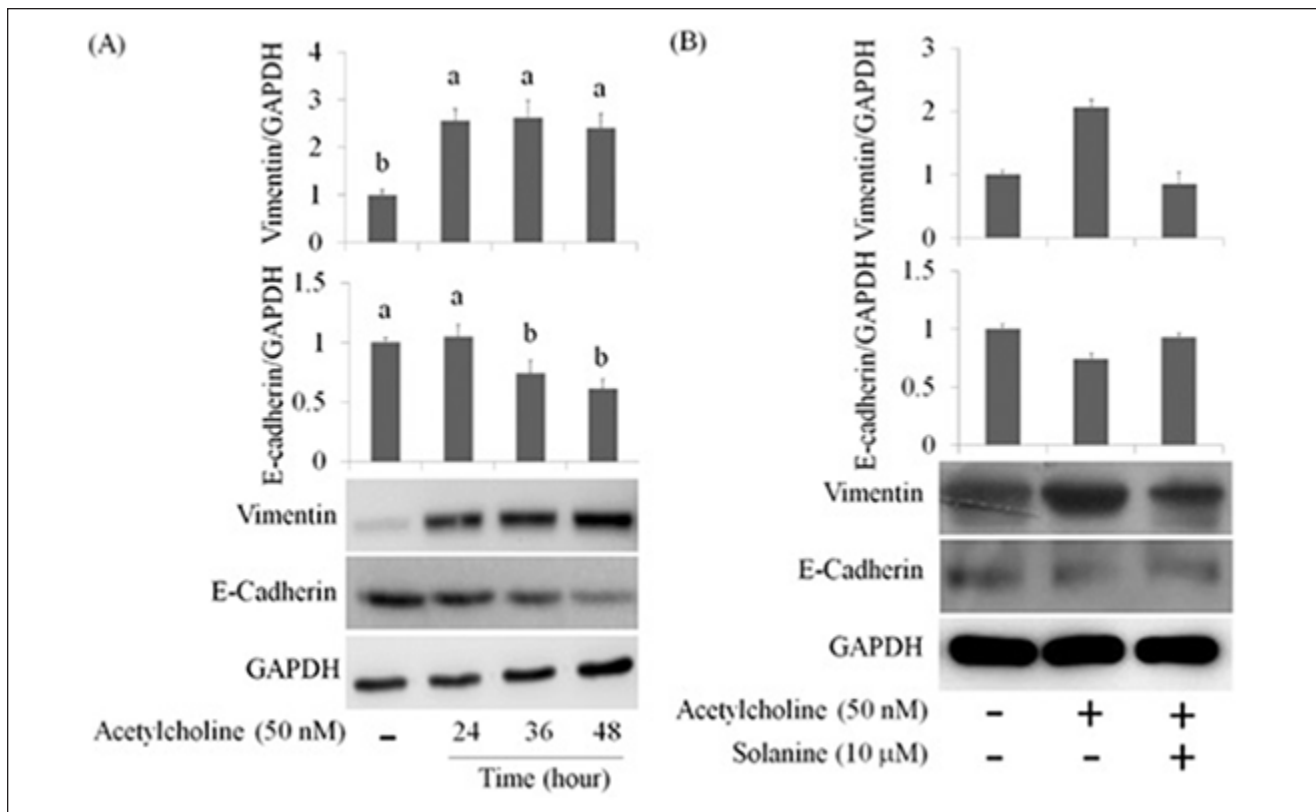 (A)
Vimentin/GAPDH
4
3
2
1
0
b
a
a
a
E-cadherin/GAPDH
1.5
1
0.5
0
a
a
b
b
Vimentin
E-Cadherin
GAPDH
Acetylcholine (50 nM)
- 24 36 48
Time (hour)
(B)
Vimentin/GAPDH
3
2
1
0
E-cadherin/GAPDH
1.5
1
0.5
0
Vimentin
E-Cadherin
GAPDH
Acetylcholine (50 nM) - + +
Solanine (10 µM) - - +